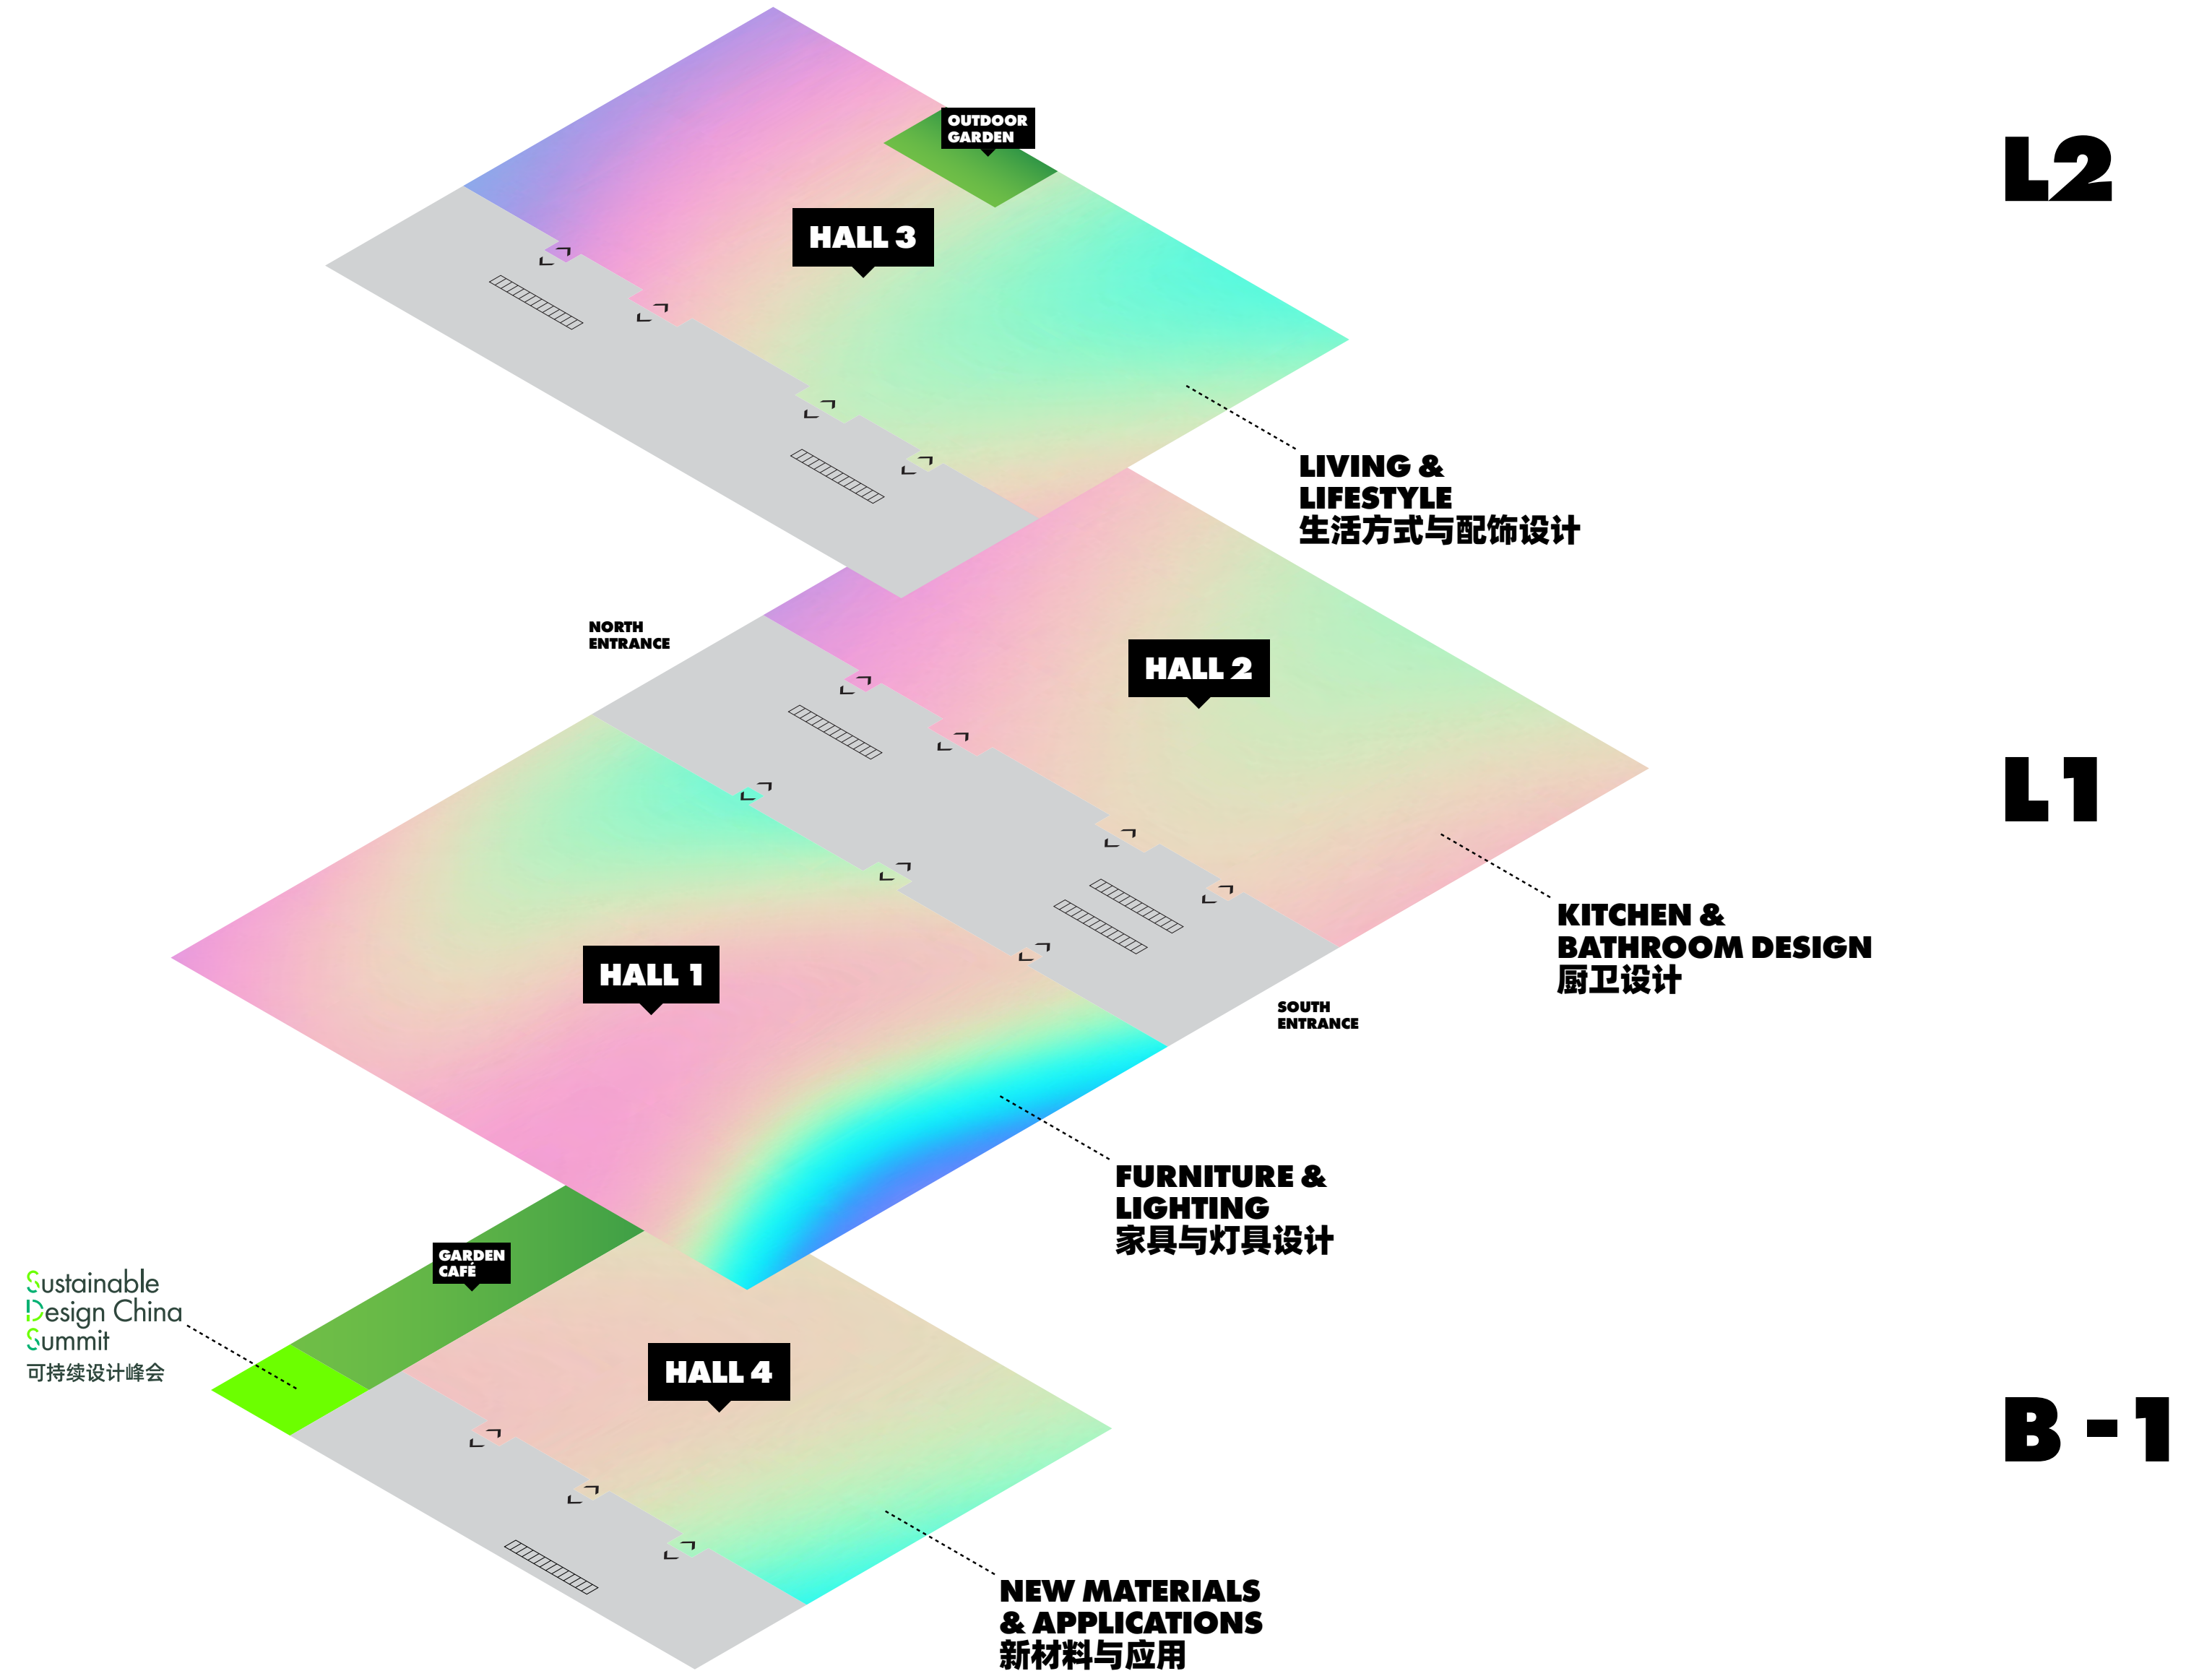 OUTDOOR
GARDEN
L2
HALL 3
LIVING &
LIFESTYLE
生活方式与配饰设计
NORTH
ENTRANCE
HALL 2
L1
KITCHEN &
BATHROOM DESIGN
厨卫设计
HALL 1
SOUTH
ENTRANCE
FURNITURE &
LIGHTING
家具与灯具设计
GARDEN
CAFÉ
Sustainable
Design China
Summit
可持续设计峰会
HALL 4
B -1
NEW MATERIALS
& APPLICATIONS
新材料与应用